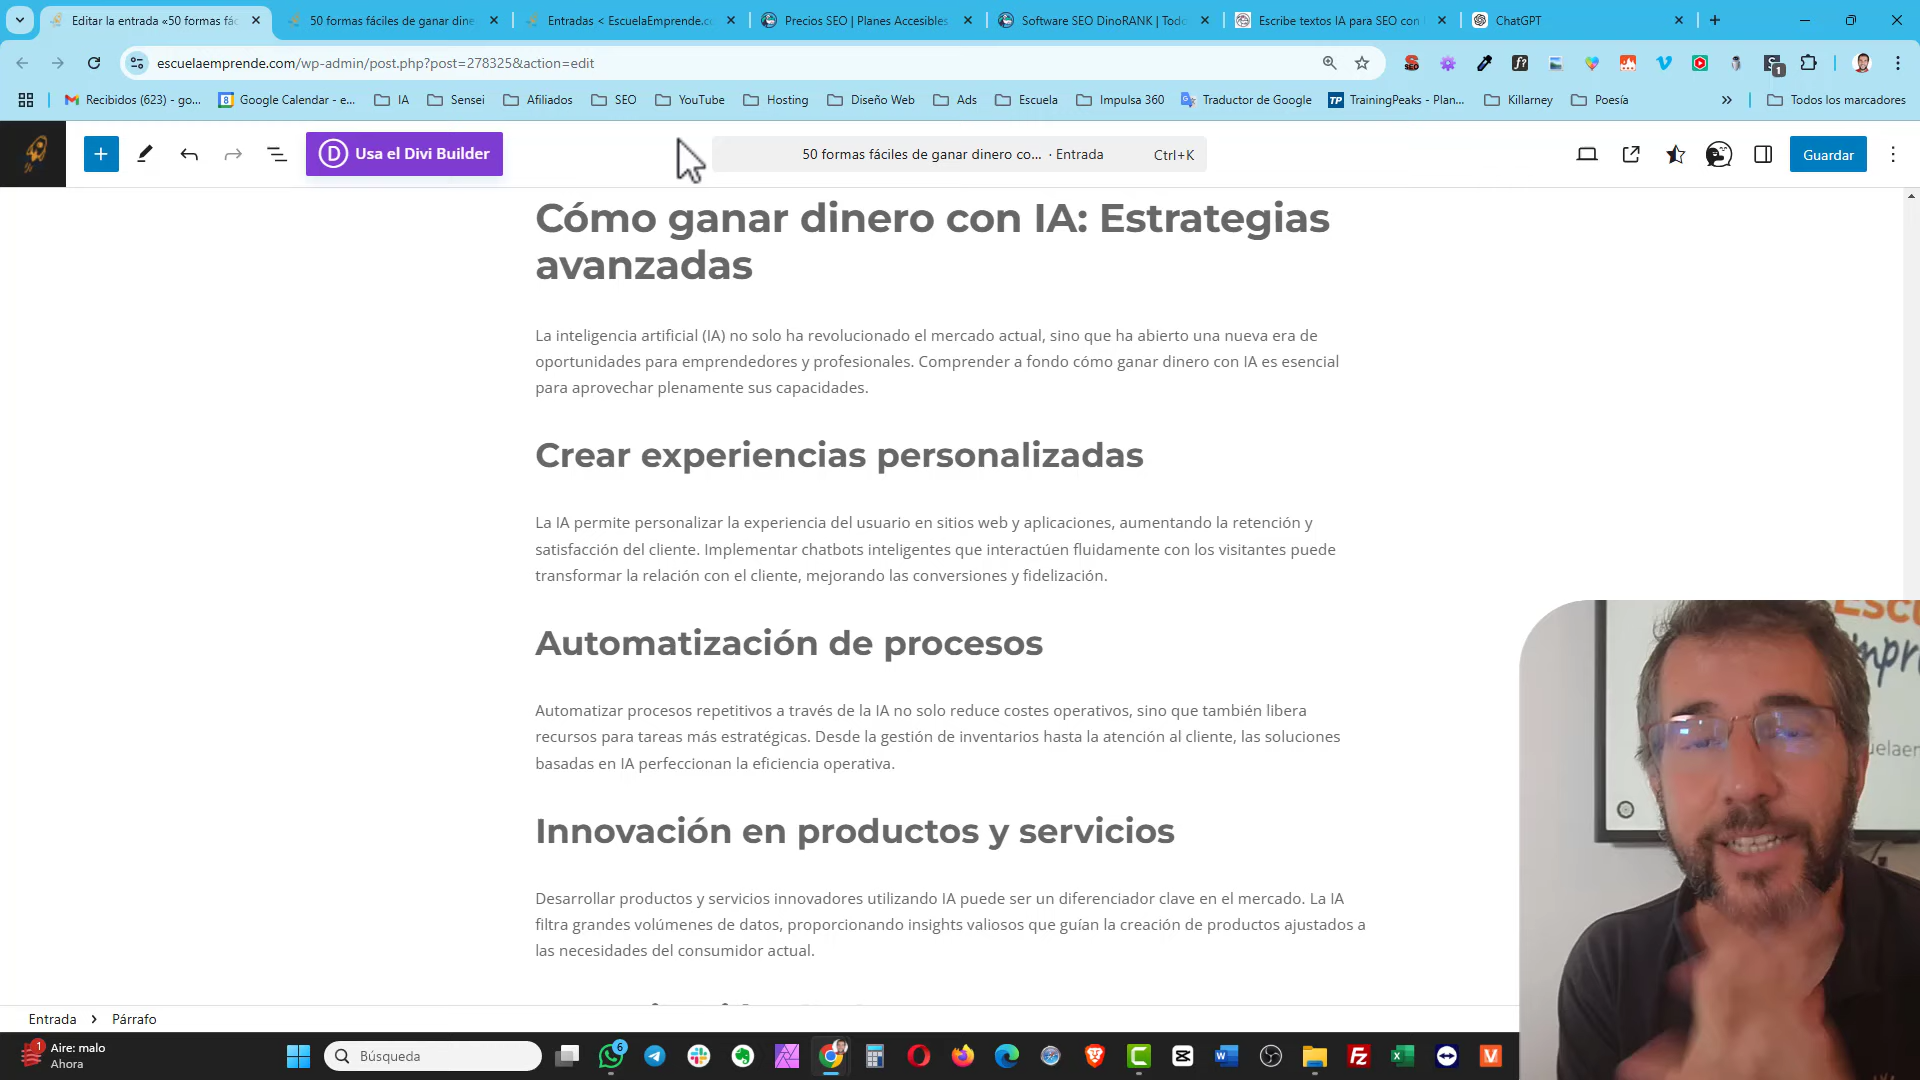 Editar la entrada «50 formas fác
50 formas fáciles de ganar dine
Entradas < EscuelaEmprende.co
Precios SEO | Planes Accesibles
Software SEO DinoRANK | Todo
Escribe textos IA para SEO con
ChatGPT
escuelaemprende.com/wp-admin/post.php?post=278325&action=edit
Recibidos (623) - go...
Google Calendar - e...
IA
Sensei
Afiliados
SEO
YouTube
Hosting
Diseño Web
Ads
Escuela
Impulsa 360
Traductor de Google
TrainingPeaks - Plan...
Killarney
Poesía
Todos los marcadores
Usa el Divi Builder
50 formas fáciles de ganar dinero co... · Entrada
Ctrl+K
Guardar
Cómo ganar dinero con IA: Estrategias
avanzadas
La inteligencia artificial (IA) no solo ha revolucionado el mercado actual, sino que ha abierto una nueva era de
oportunidades para emprendedores y profesionales. Comprender a fondo cómo ganar dinero con IA es esencial
para aprovechar plenamente sus capacidades.
Crear experiencias personalizadas
La IA permite personalizar la experiencia del usuario en sitios web y aplicaciones, aumentando la retención y
satisfacción del cliente. Implementar chatbots inteligentes que interactúen fluidamente con los visitantes puede
transformar la relación con el cliente, mejorando las conversiones y fidelización.
Automatización de procesos
Automatizar procesos repetitivos a través de la IA no solo reduce costes operativos, sino que también libera
recursos para tareas más estratégicas. Desde la gestión de inventarios hasta la atención al cliente, las soluciones
basadas en IA perfeccionan la eficiencia operativa.
Innovación en productos y servicios
Desarrollar productos y servicios innovadores utilizando IA puede ser un diferenciador clave en el mercado. La IA
filtra grandes volúmenes de datos, proporcionando insights valiosos que guían la creación de productos ajustados a
las necesidades del consumidor actual.
Entrada
Párrafo
Aire: malo
Ahora
Búsqueda